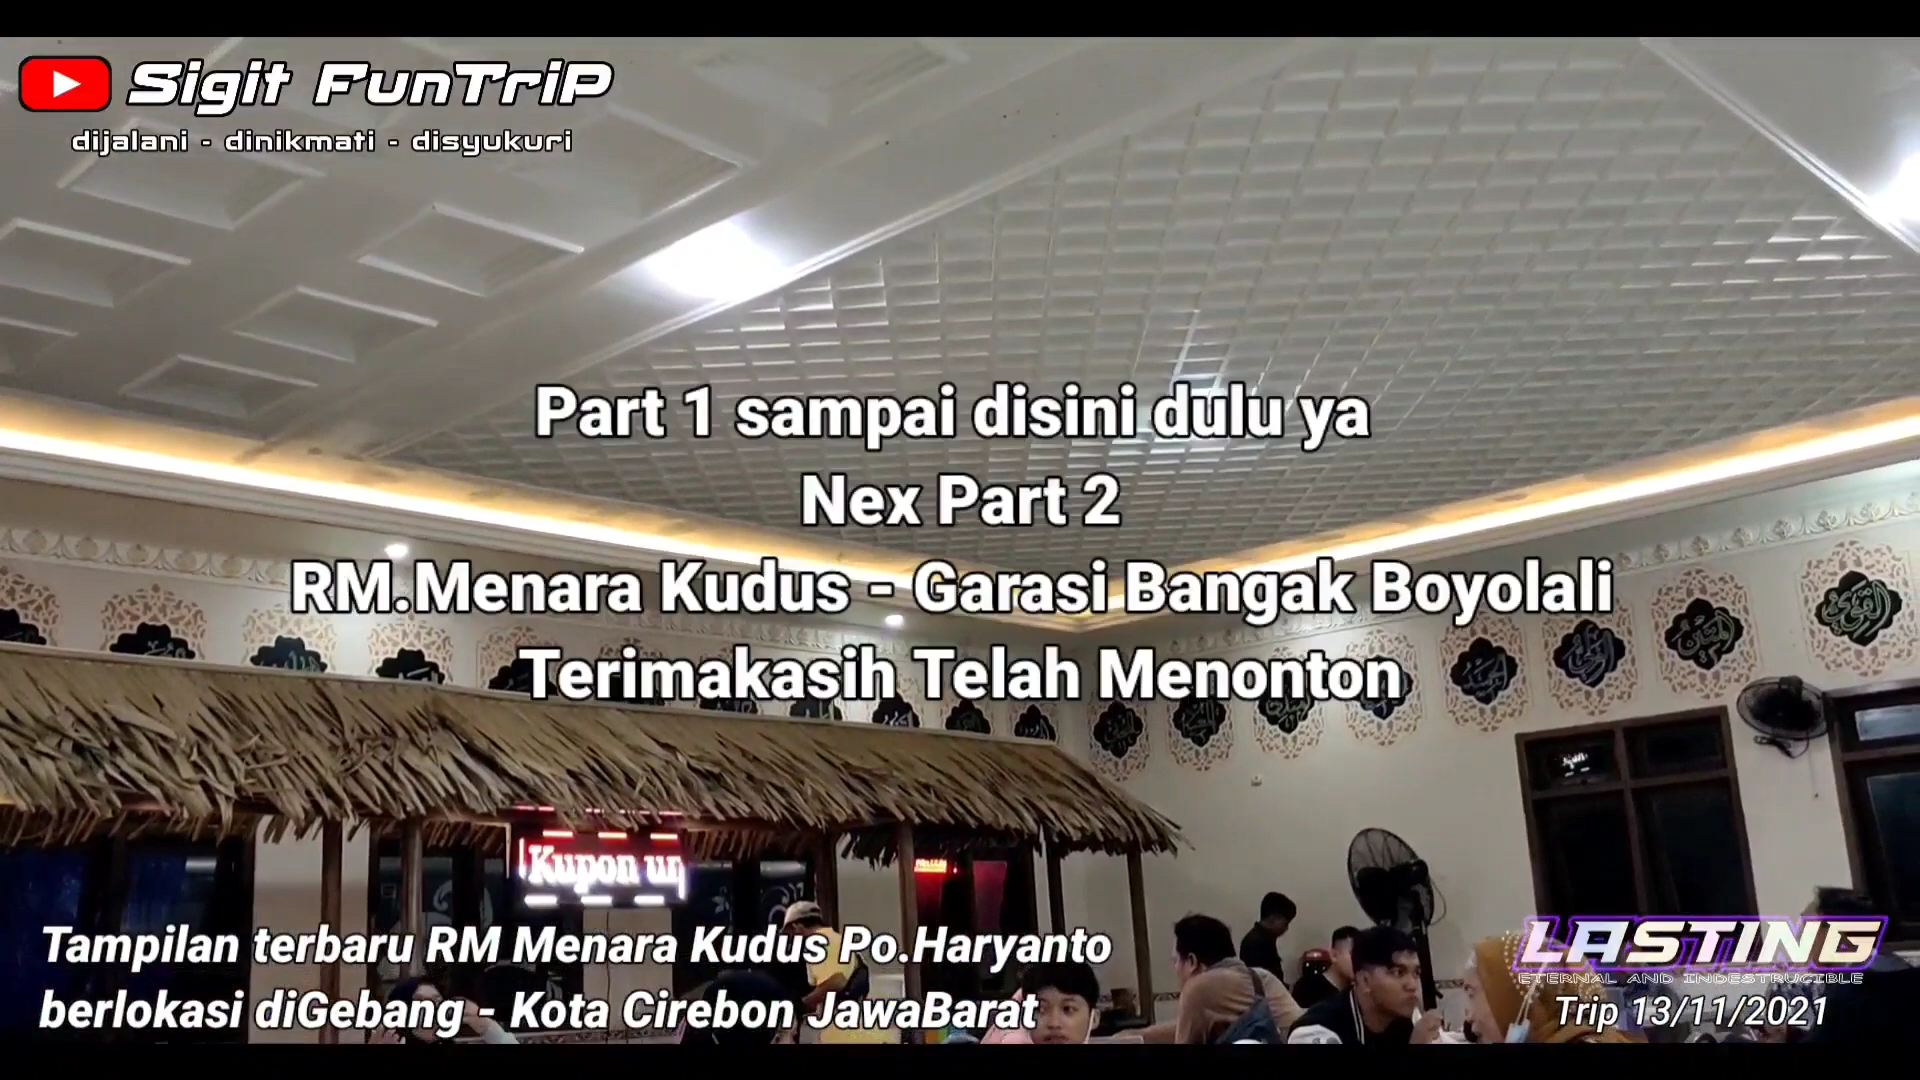 Sigit FunTriP
dijalani - dinikmati - disyukuri
Part 1 sampai disini dulu ya
Nex Part 2
RM.Menara Kudus - Garasi Bangak Boyolali
Terimakasih Telah Menonton
Kupon un
Tampilan terbaru RM Menara Kudus Po.Haryanto
berlokasi diGebang - Kota Cirebon JawaBarat
LASTING
ETERNAL AND INDESTRUCIBLE
Trip 13/11/2021